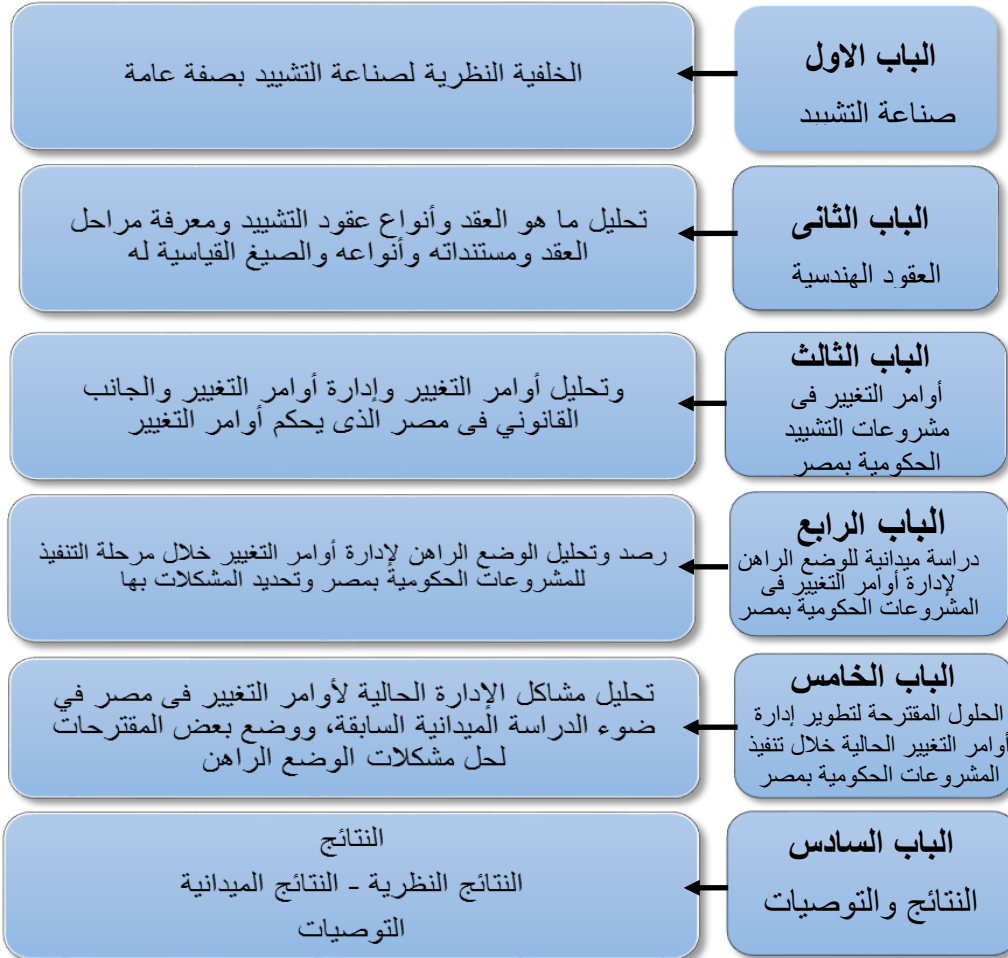 الباب الاول
صناعة التشييد
الخلفية النظرية لصناعة التشييد بصفة عامة
الباب الثانى
العقود الهندسية
تحليل ما هو العقد وأنواع عقود التشييد ومعرفة مراحل
العقد ومستنداته وأنواعه والصيغ القياسية له
الباب الثالث
أوامر التغيير فى
مشروعات التشييد
الحكومية بمصر
وتحليل أوامر التغيير وإدارة أوامر التغيير والجانب
القانوني فى مصر الذى يحكم أوامر التغيير
الباب الرابع
دراسة ميدانية للوضع الراهن
لإدارة أوامر التغيير فى
المشروعات الحكومية بمصر
رصد وتحليل الوضع الراهن لإدارة أوامر التغيير خلال مرحلة التنفيذ
للمشروعات الحكومية بمصر وتحديد المشكلات بها
الباب الخامس
الحلول المقترحة لتطوير إدارة
أوامر التغيير الحالية خلال تنفيذ
المشروعات الحكومية بمصر
تحليل مشاكل الإدارة الحالية لأوامر التغيير فى مصر في
ضوء الدراسة الميدانية السابقة، ووضع بعض المقترحات
لحل مشكلات الوضع الراهن
الباب السادس
النتائج والتوصيات
النتائج
النتائج النظرية - النتائج الميدانية
التوصيات